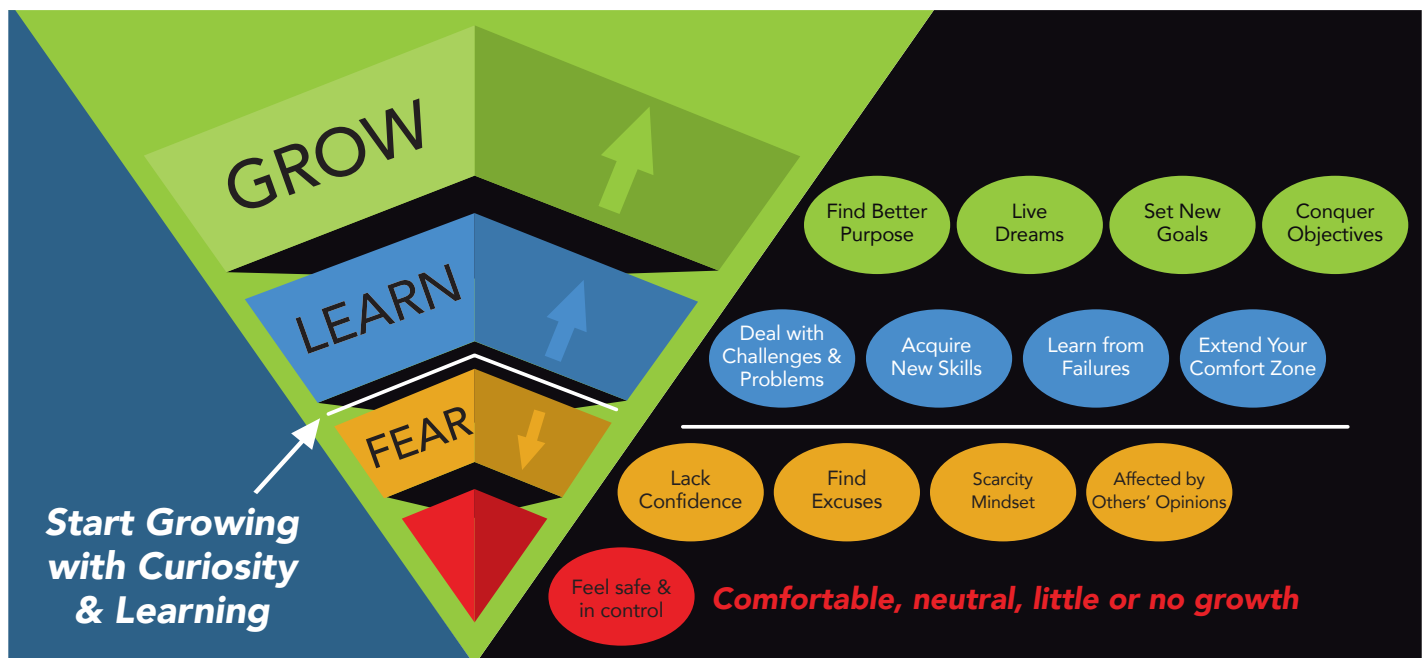 GROW
LEARN
FEAR
Start Growing
with Curiosity
& Learning
Find Better
Purpose
Live
Dreams
Set New
Goals
Conquer
Objectives
Deal with
Challenges &
Problems
Acquire
New Skills
Learn from
Failures
Extend Your
Comfort Zone
Lack
Confidence
Find
Excuses
Scarcity
Mindset
Affected by
Others' Opinions
Feel safe &
in control
Comfortable, neutral, little or no growth